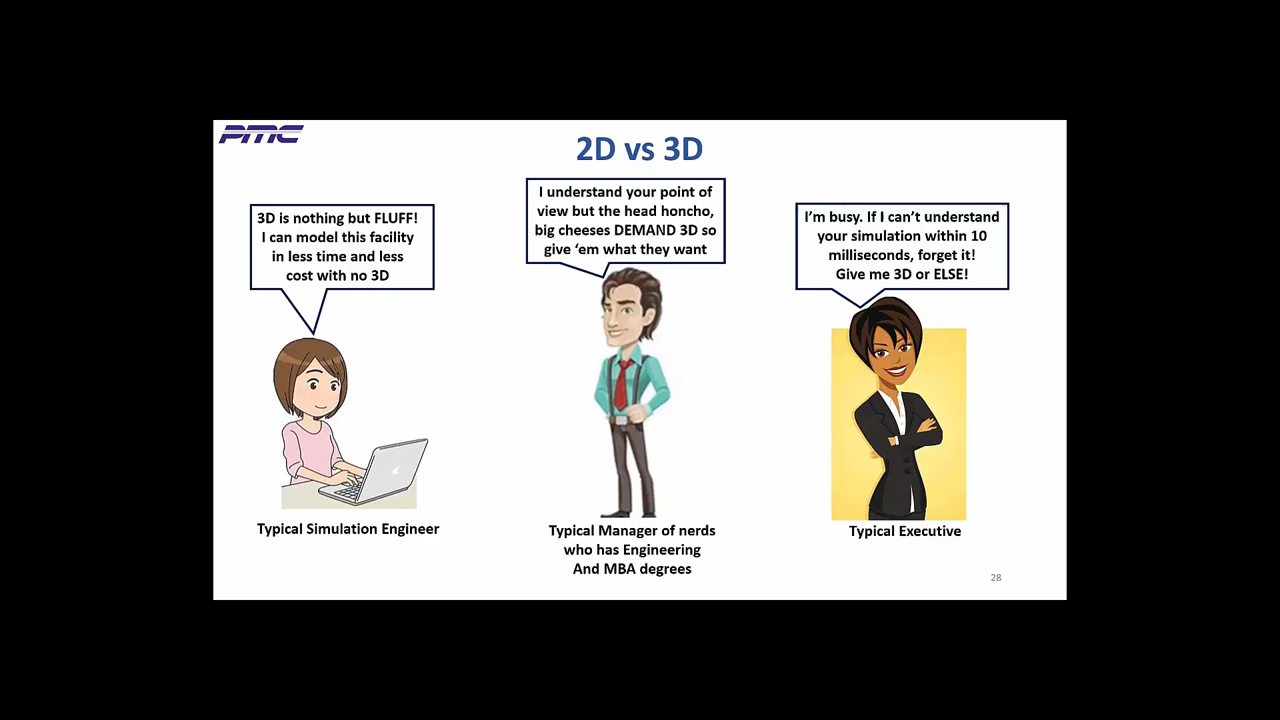 PMC
2D vs 3D
3D is nothing but FLUFF!
I can model this facility
in less time and less
cost with no 3D
I understand your point of
view but the head honcho,
big cheeses DEMAND 3D so
give ‘em what they want
I’m busy. If I can’t understand
your simulation within 10
milliseconds, forget it!
Give me 3D or ELSE!
Typical Simulation Engineer
Typical Manager of nerds
who has Engineering
And MBA degrees
Typical Executive
28